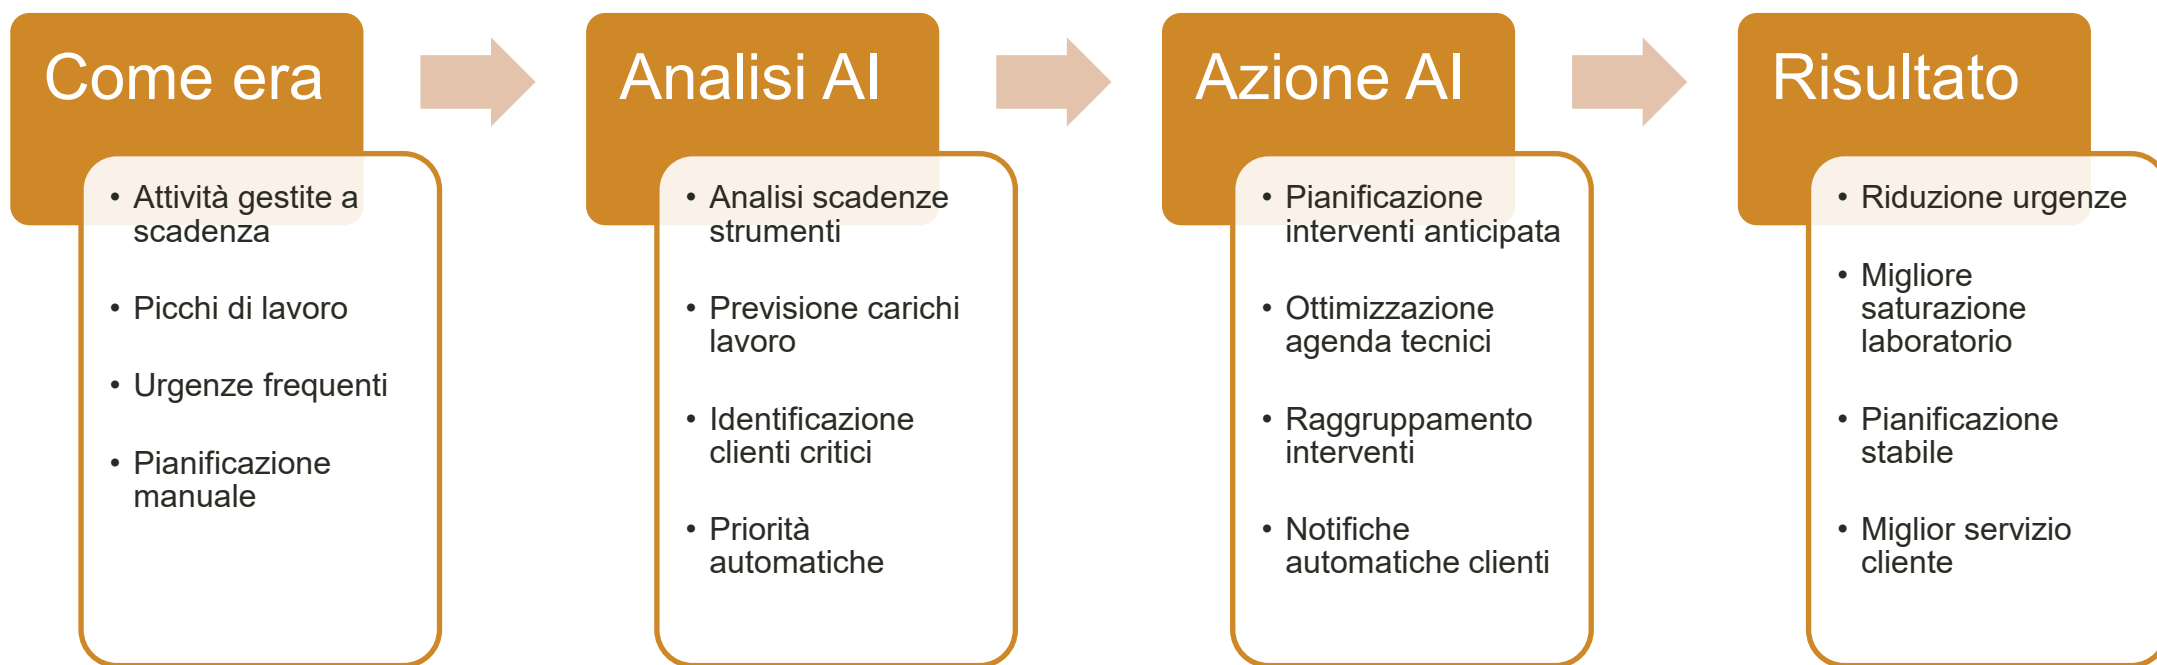 Come era
• Attività gestite a
scadenza
• Picchi di lavoro
• Urgenze frequenti
• Pianificazione
manuale
Analisi AI
• Analisi scadenze
strumenti
• Previsione carichi
lavoro
• Identificazione
clienti critici
• Priorità
automatiche
Azione AI
• Pianificazione
interventi anticipata
• Ottimizzazione
agenda tecnici
• Raggruppamento
interventi
• Notifiche
automatiche clienti
Risultato
• Riduzione urgenze
• Migliore
saturazione
laboratorio
• Pianificazione
stabile
• Miglior servizio
cliente